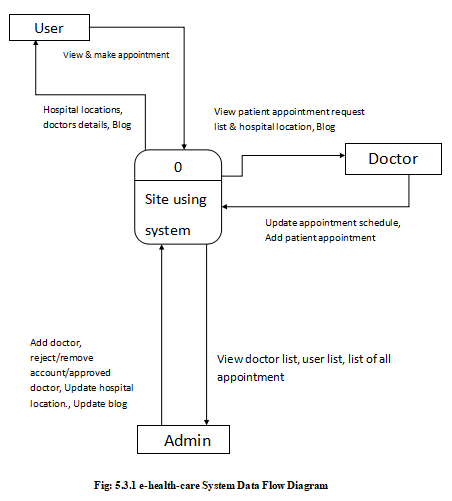 User
View & make appointment
Hospital locations,
doctors details, Blog
View patient appointment request
list & hospital location, Blog
0
Site using
system
Doctor
Update appointment schedule,
Add patient appointment
Add doctor,
reject/remove
account/approved
doctor, Update hospital
location., Update blog
View doctor list, user list, list of all
appointment
Admin
Fig: 5.3.1 e-health-care System Data Flow Diagram